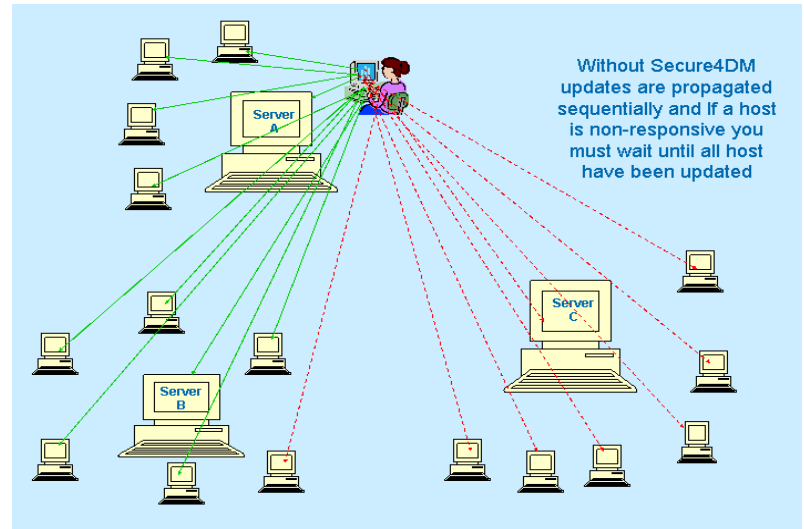 Without Secure4DM
updates are propagated
sequentially and If a host
is non-responsive you
must wait until all host
have been updated
Server
A
Server
C
Server
B